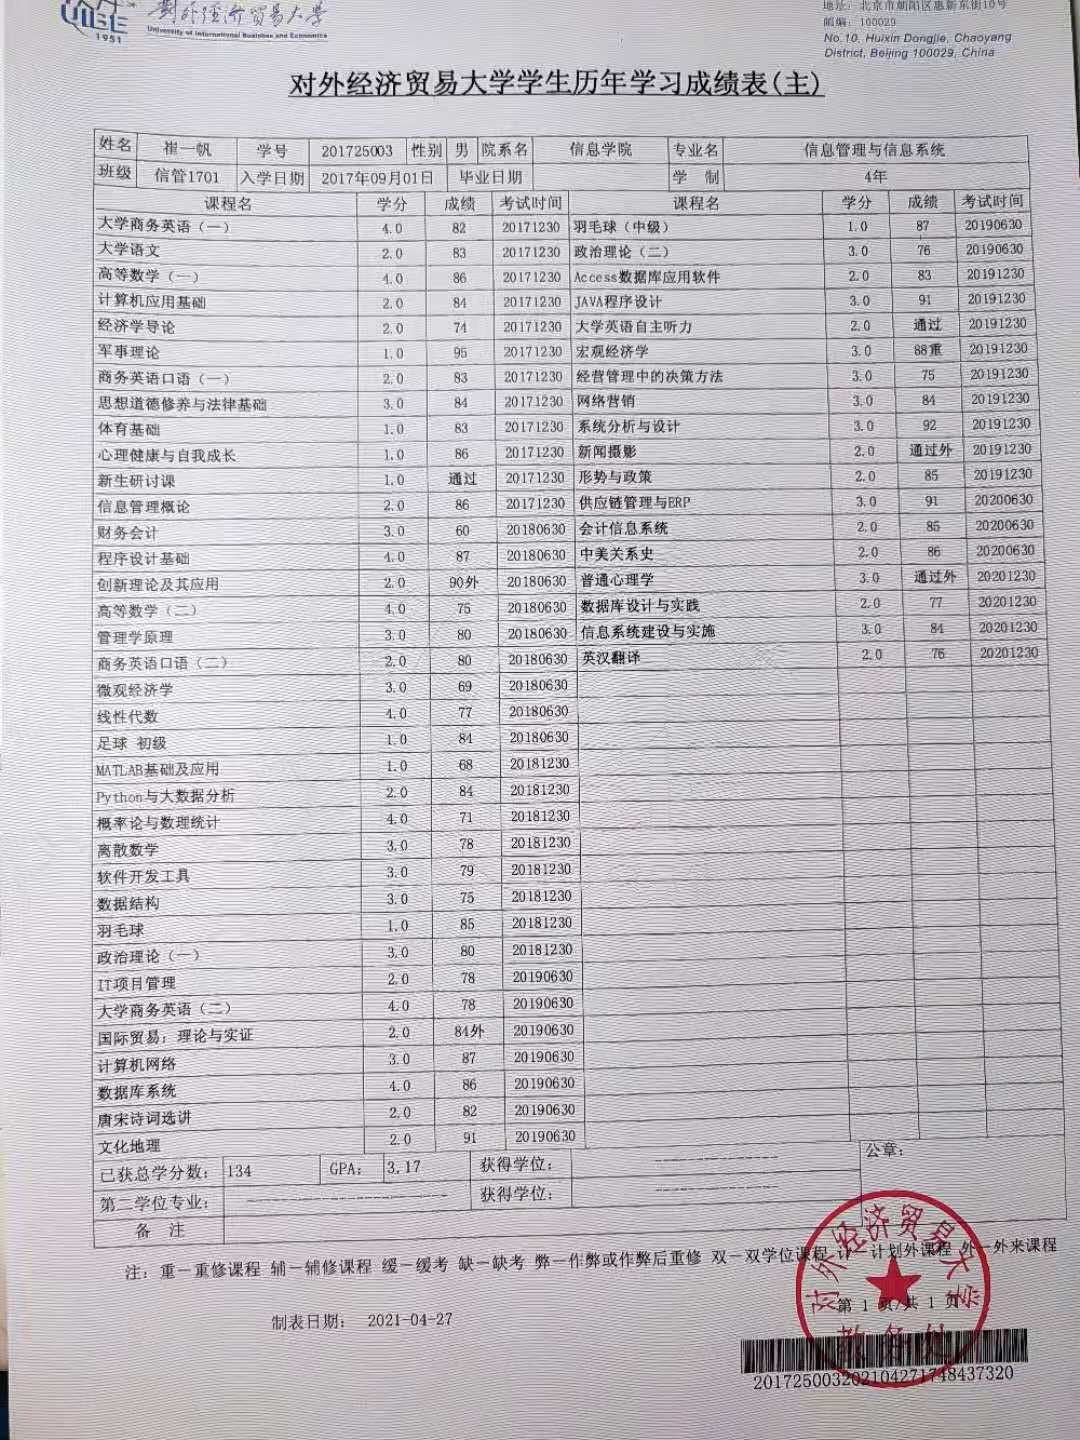 对外经济贸易大学
University of International Business and Economics
1951
地址：北京市朝阳区惠新东街10号
邮编：100029
No.10, Huixin Dongjie, Chaoyang
District, Beijing 100029, China
对外经济贸易大学学生历年学习成绩表(主)
姓名 崔一帆 学号 201725003 性别 男 院系名 信息学院 专业名 信息管理与信息系统
班级 信管1701 入学日期 2017年09月01日 毕业日期 学 制 4年
课程名 学分 成绩 考试时间 课程名 学分 成绩 考试时间
大学商务英语（一） 4.0 82 20171230 羽毛球（中级） 1.0 87 20190630
大学语文 2.0 83 20171230 政治理论（二） 3.0 76 20190630
高等数学（一） 4.0 86 20171230 Access数据库应用软件 2.0 83 20191230
计算机应用基础 2.0 84 20171230 JAVA程序设计 3.0 91 20191230
经济学导论 2.0 74 20171230 大学英语自主听力 2.0 通过 20191230
军事理论 1.0 95 20171230 宏观经济学 3.0 88重 20191230
商务英语口语（一） 2.0 83 20171230 经营管理中的决策方法 3.0 75 20191230
思想道德修养与法律基础 3.0 84 20171230 网络营销 3.0 84 20191230
体育基础 1.0 83 20171230 系统分析与设计 3.0 92 20191230
心理健康与自我成长 1.0 86 20171230 新闻摄影 2.0 通过外 20191230
新生研讨课 1.0 通过 20171230 形势与政策 2.0 85 20191230
信息管理概论 2.0 86 20171230 供应链管理与ERP 3.0 91 20200630
财务会计 3.0 60 20180630 会计信息系统 2.0 85 20200630
程序设计基础 4.0 87 20180630 中美关系史 2.0 86 20200630
创新理论及其应用 2.0 90外 20180630 普通心理学 3.0 通过外 20201230
高等数学（二） 4.0 75 20180630 数据库设计与实践 2.0 77 20201230
管理学原理 3.0 80 20180630 信息系统建设与实施 3.0 84 20201230
商务英语口语（二） 2.0 80 20180630 英汉翻译 2.0 76 20201230
微观经济学 3.0 69 20180630
线性代数 4.0 77 20180630
足球 初级 1.0 84 20180630
MATLAB基础及应用 1.0 68 20181230
Python与大数据分析 2.0 84 20181230
概率论与数理统计 4.0 71 20181230
离散数学 3.0 78 20181230
软件开发工具 3.0 79 20181230
数据结构 3.0 75 20181230
羽毛球 1.0 85 20181230
政治理论（一） 3.0 80 20181230
IT项目管理 2.0 78 20190630
大学商务英语（二） 4.0 78 20190630
国际贸易：理论与实证 2.0 84外 20190630
计算机网络 3.0 87 20190630
数据库系统 4.0 86 20190630
唐宋诗词选讲 2.0 82 20190630
文化地理 2.0 91 20190630
已获总学分数： 134 GPA： 3.17 获得学位： --------------- 公章：
第二学位专业： ------------------------ 获得学位： ---------------
备 注
注：重－重修课程 辅－辅修课程 缓－缓考 缺－缺考 弊－作弊或作弊后重修 双－双学位课程 计－计划外课程 外－外来课程
对外经济贸易大学
教务处
第 1 页/共 1 页
制表日期： 2021-04-27
20172500320210427174843​7320